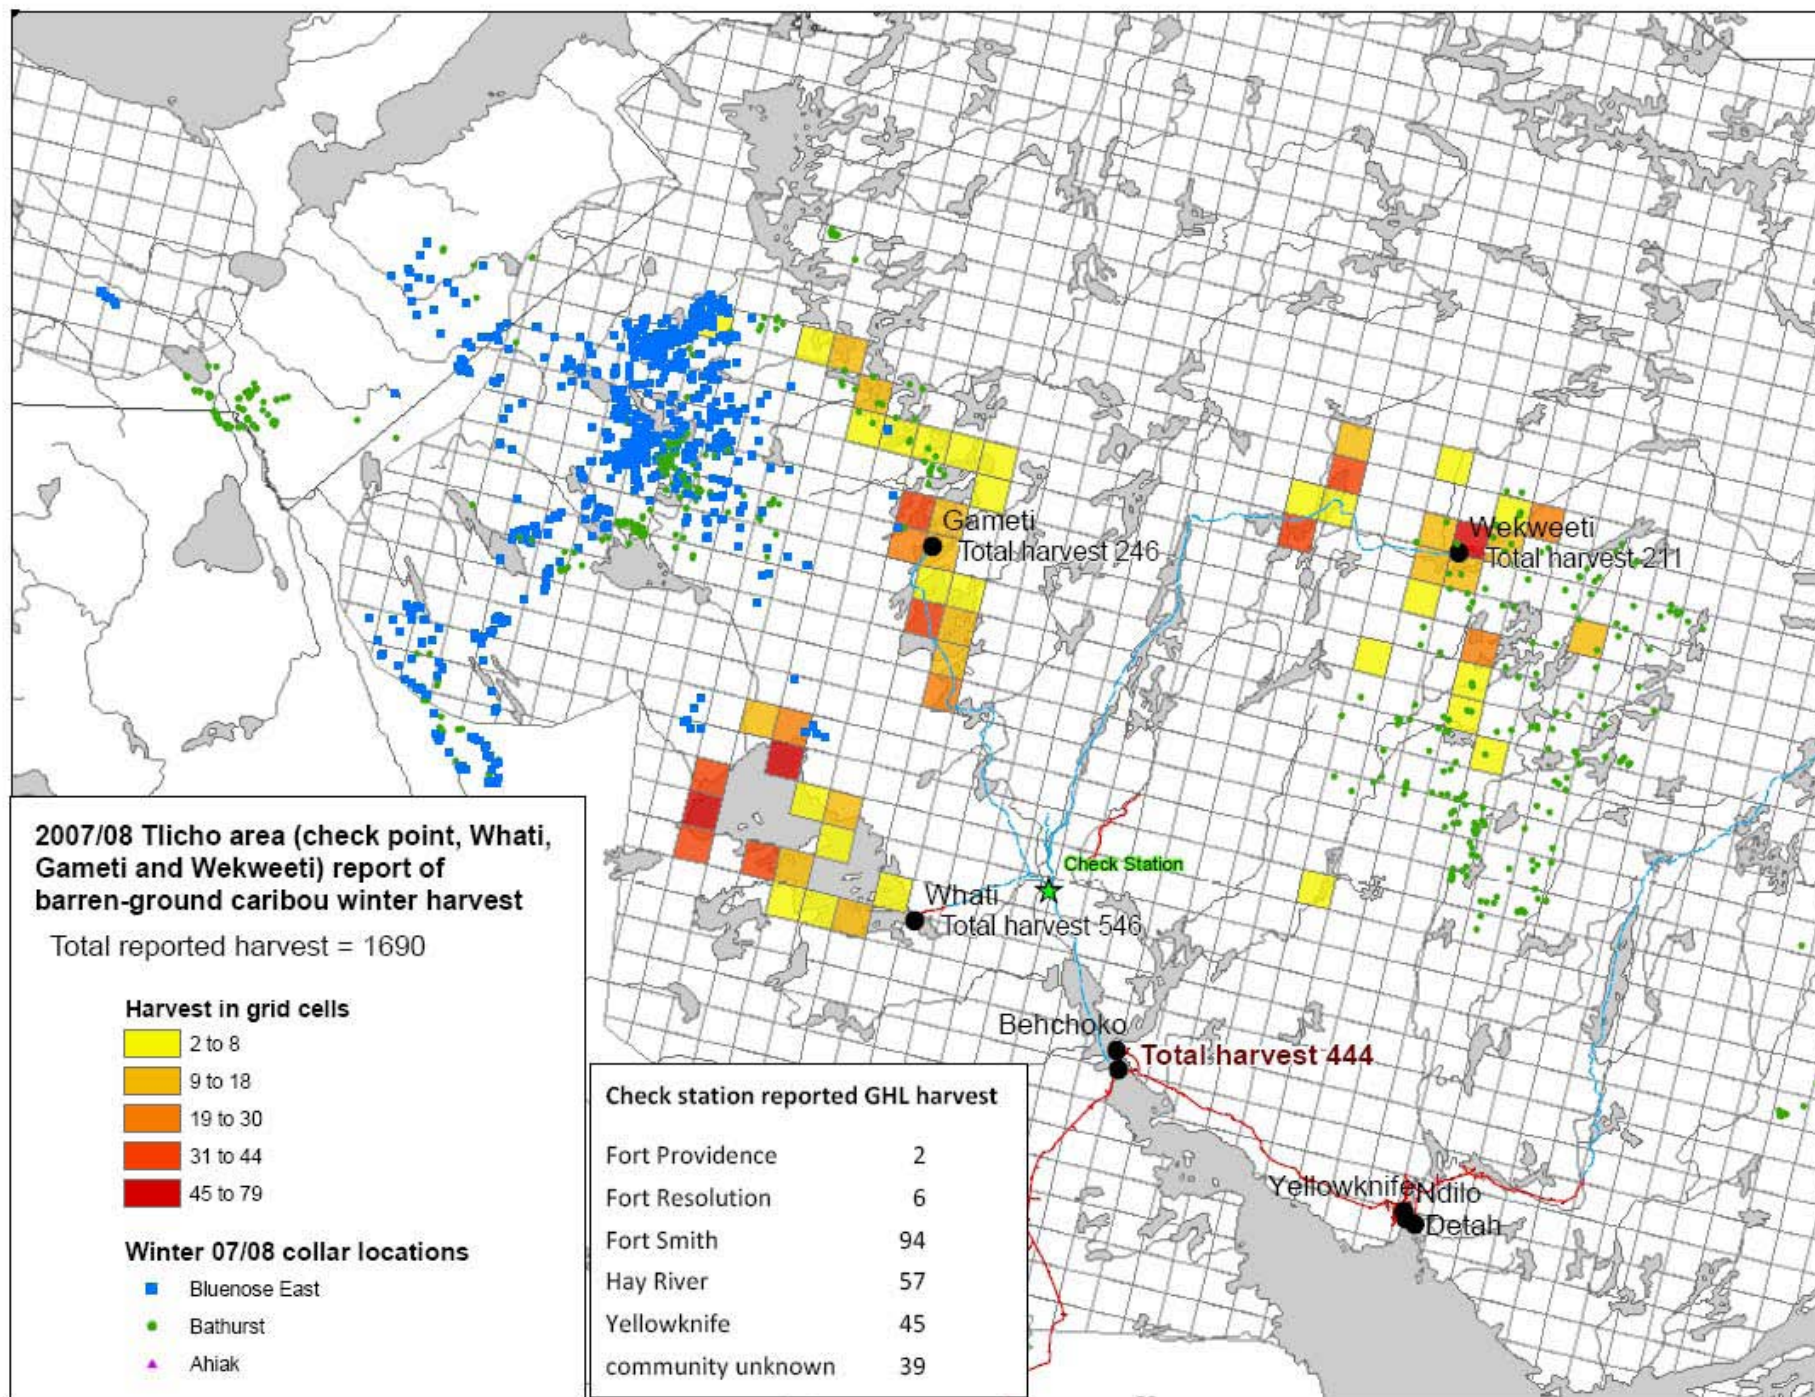 Gameti
Total harvest 246
Wekweeti
Total harvest 211
Check Station
Whati
Total harvest 546
Behchoko
Total harvest 444
Yellowknife
Ndilo
Detah
2007/08 Tlicho area (check point, Whati,
Gameti and Wekweeti) report of
barren-ground caribou winter harvest
Total reported harvest = 1690
Harvest in grid cells
2 to 8
9 to 18
19 to 30
31 to 44
45 to 79
Winter 07/08 collar locations
Bluenose East
Bathurst
Ahiak
Check station reported GHL harvest
Fort Providence 2
Fort Resolution 6
Fort Smith 94
Hay River 57
Yellowknife 45
community unknown 39